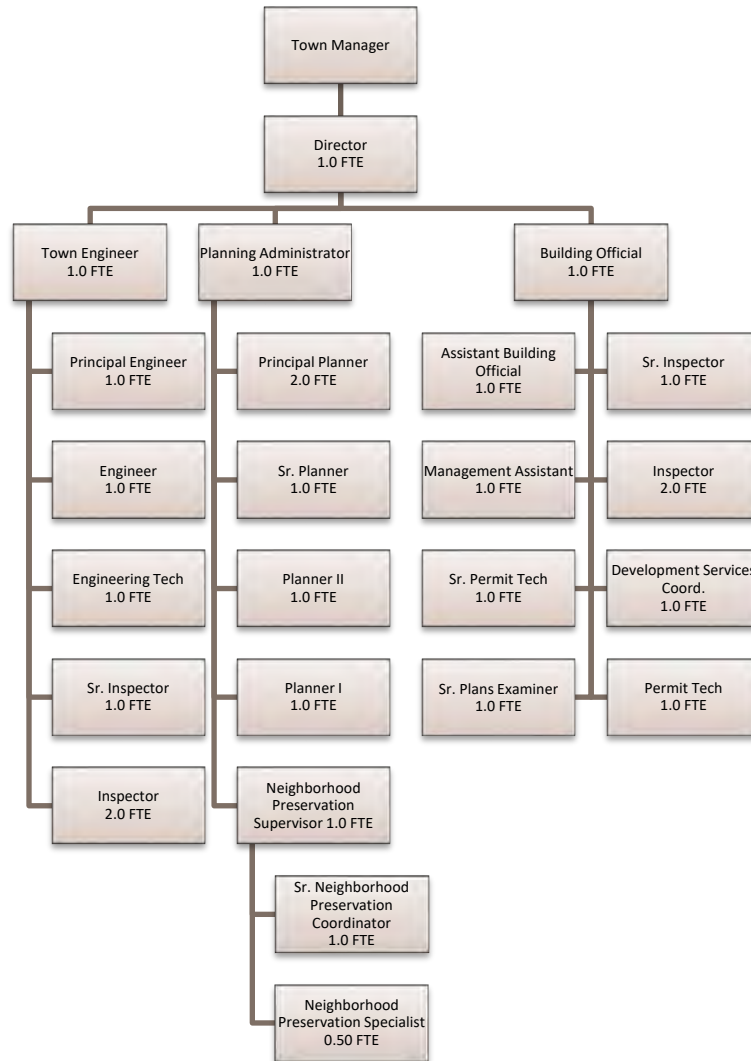 Town Manager
Director
1.0 FTE
Town Engineer
1.0 FTE
Planning Administrator
1.0 FTE
Building Official
1.0 FTE
Principal Engineer
1.0 FTE
Engineer
1.0 FTE
Engineering Tech
1.0 FTE
Sr. Inspector
1.0 FTE
Inspector
2.0 FTE
Principal Planner
2.0 FTE
Sr. Planner
1.0 FTE
Planner II
1.0 FTE
Planner I
1.0 FTE
Neighborhood
Preservation
Supervisor 1.0 FTE
Sr. Neighborhood
Preservation
Coordinator
1.0 FTE
Neighborhood
Preservation Specialist
0.50 FTE
Assistant Building
Official
1.0 FTE
Sr. Inspector
1.0 FTE
Management Assistant
1.0 FTE
Inspector
2.0 FTE
Sr. Permit Tech
1.0 FTE
Development Services
Coord.
1.0 FTE
Sr. Plans Examiner
1.0 FTE
Permit Tech
1.0 FTE